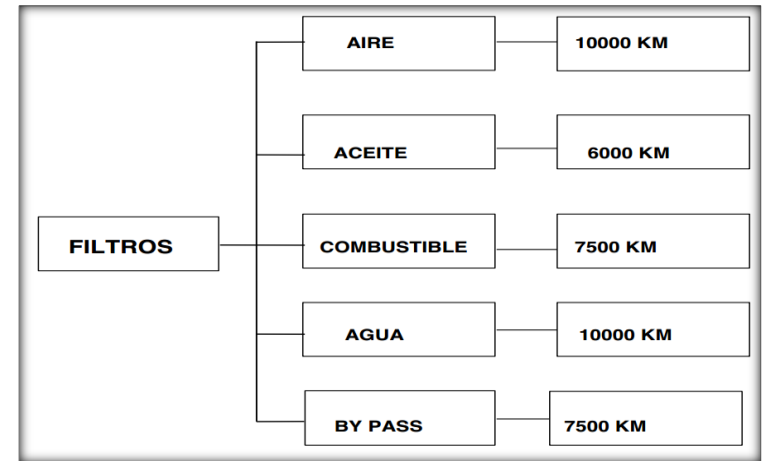 AIRE
10000 KM
ACEITE
6000 KM
FILTROS
COMBUSTIBLE
7500 KM
AGUA
10000 KM
BY PASS
7500 KM